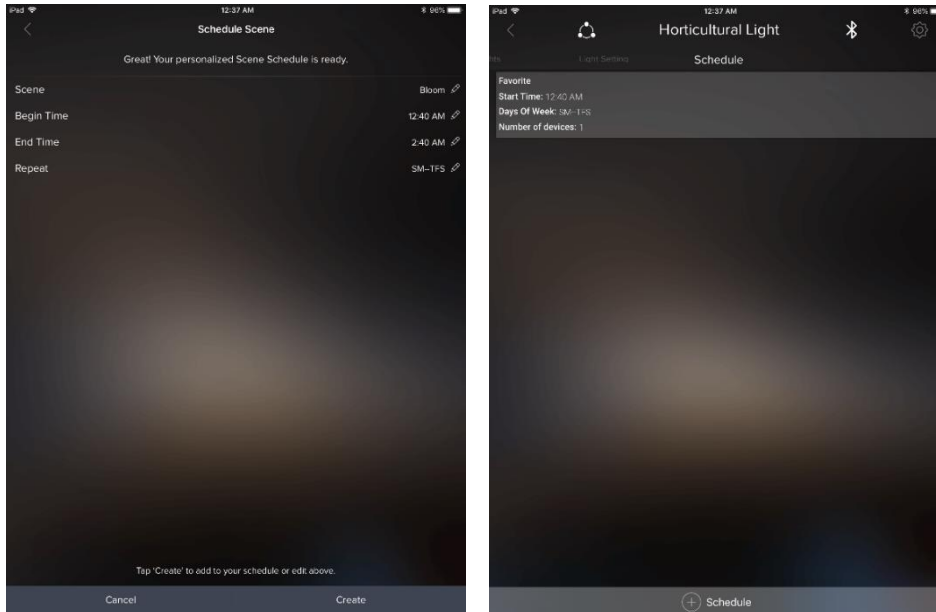 iPad 12:37 AM 96%
Schedule Scene
Great! Your personalized Scene Schedule is ready.
Scene Bloom
Begin Time 12:40 AM
End Time 2:40 AM
Repeat SM–TFS
Tap 'Create' to add to your schedule or edit above.
Cancel Create
iPad 12:37 AM 96%
Horticultural Light
Light Setting Schedule
Favorite
Start Time: 12:40 AM
Days Of Week: SM–TFS
Number of devices: 1
Schedule